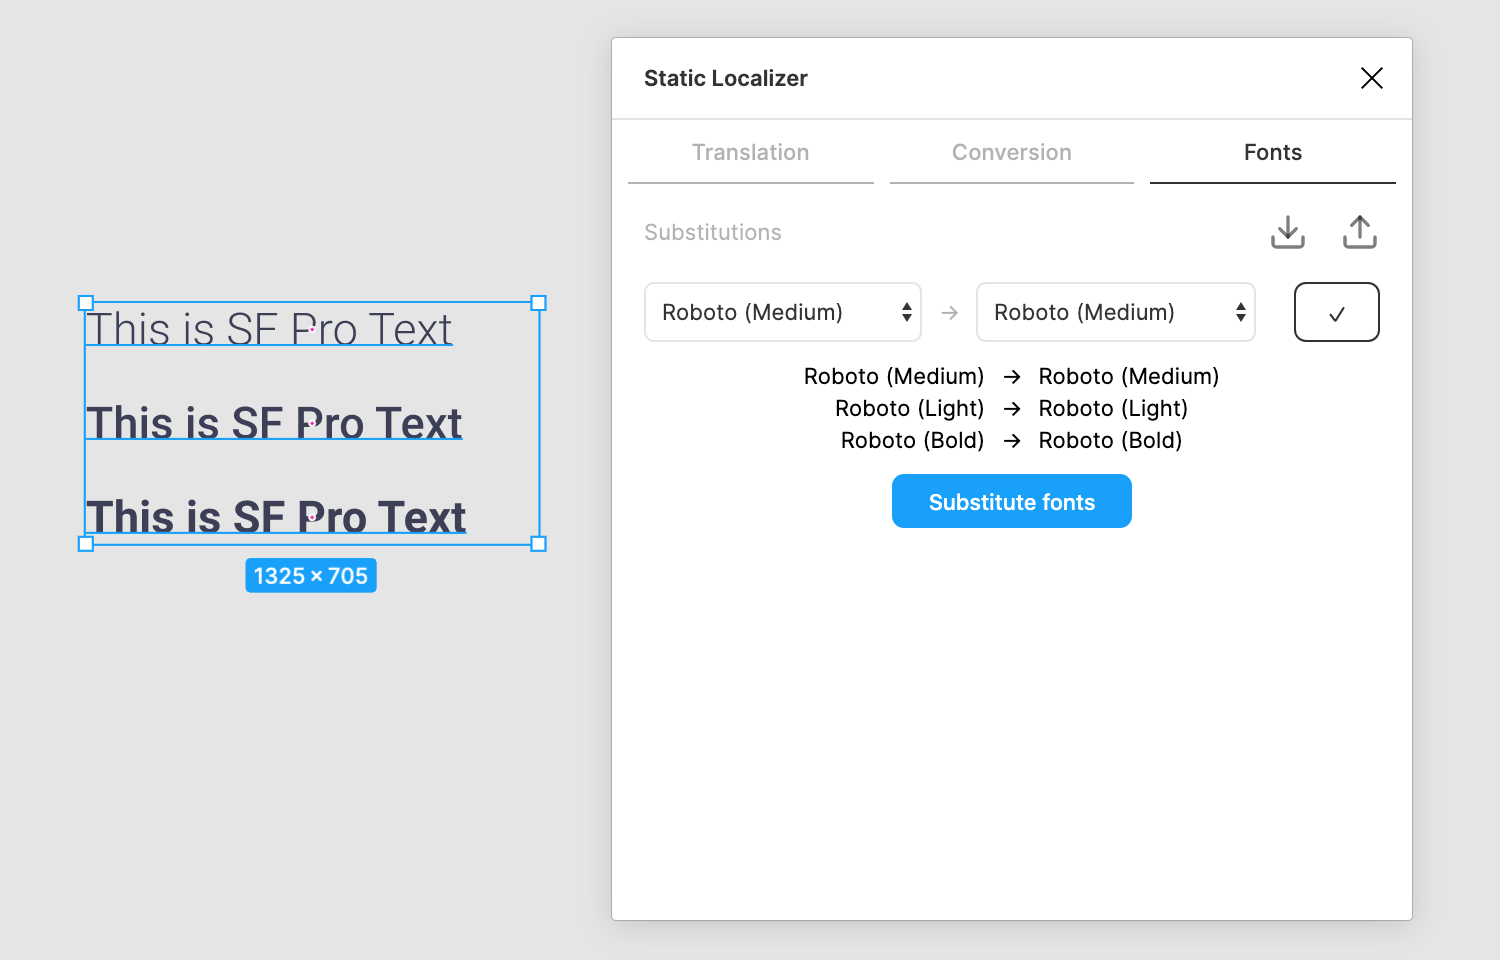 This is SF Pro Text
This is SF Pro Text
This is SF Pro Text
1325 × 705
Static Localizer
Translation
Conversion
Fonts
Substitutions
Roboto (Medium) → Roboto (Medium) ✓
Roboto (Medium) → Roboto (Medium)
Roboto (Light) → Roboto (Light)
Roboto (Bold) → Roboto (Bold)
Substitute fonts